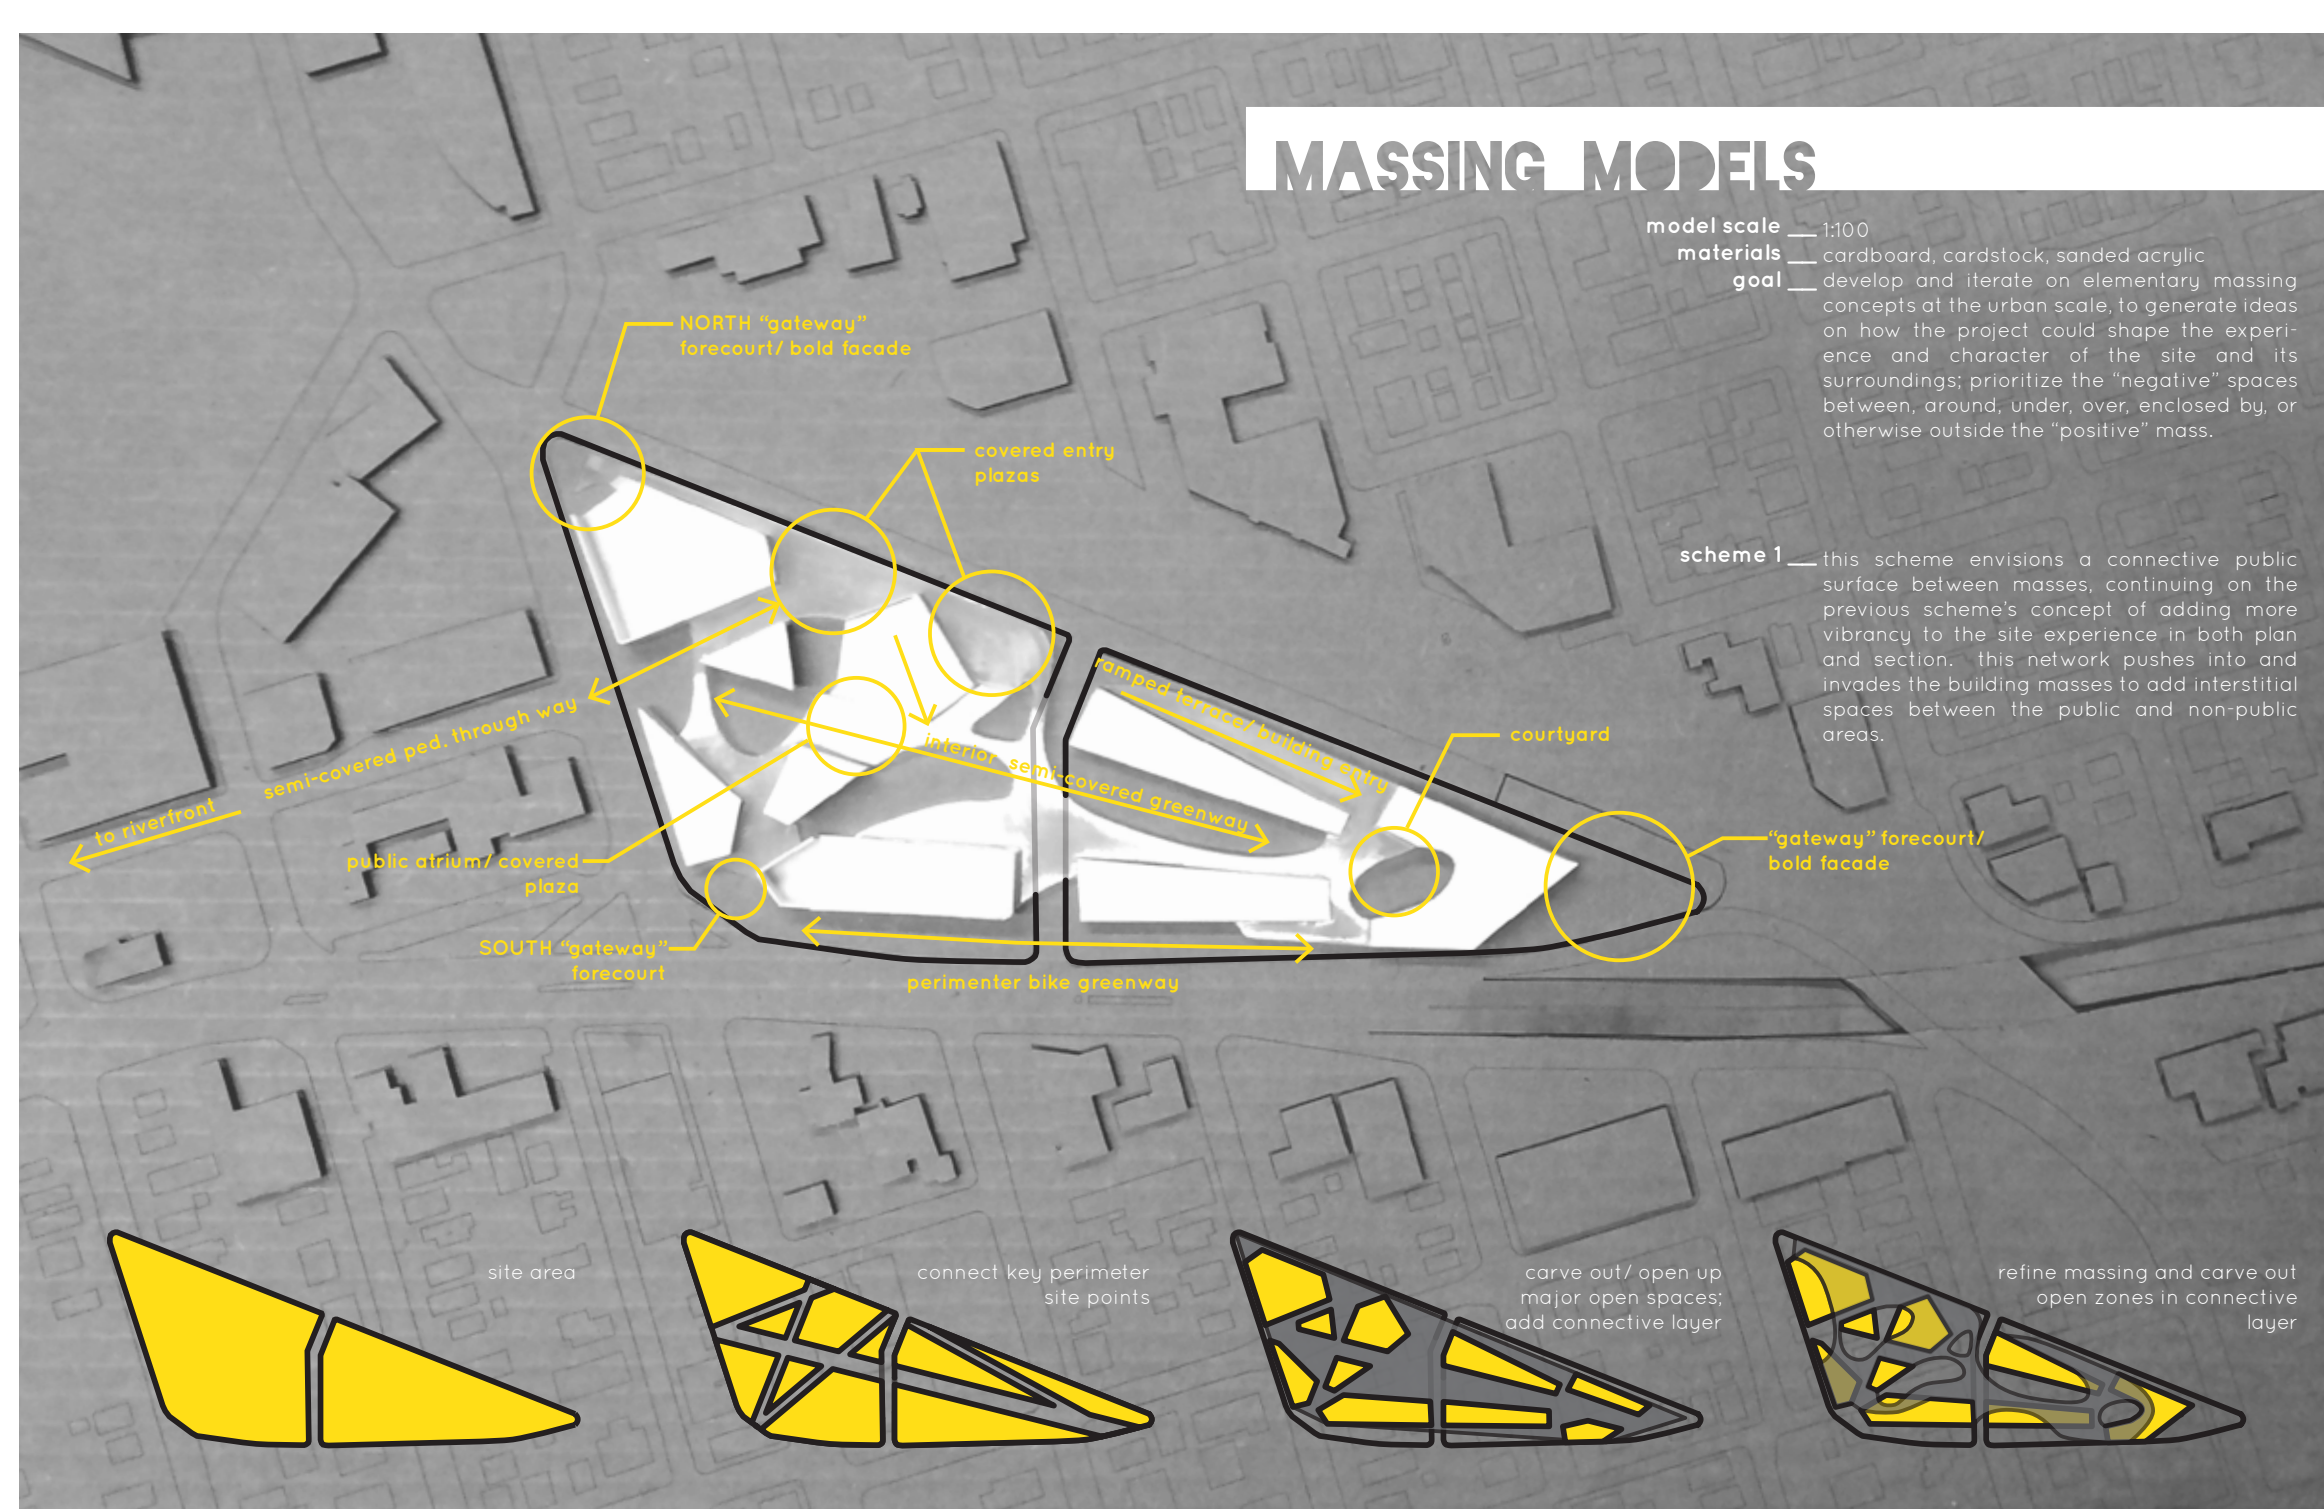 MASSING MODELS
model scale __ 1:100
materials __ cardboard, cardstock, sanded acrylic
goal __ develop and iterate on elementary massing
concepts at the urban scale, to generate ideas
on how the project could shape the experi-
ence and character of the site and its
surroundings; prioritize the “negative” spaces
between, around, under, over, enclosed by, or
otherwise outside the “positive” mass.
scheme 1 __ this scheme envisions a connective public
surface between masses, continuing on the
previous scheme's concept of adding more
vibrancy to the site experience in both plan
and section. this network pushes into and
invades the building masses to add interstitial
spaces between the public and non-public
areas.
NORTH “gateway”
forecourt/ bold facade
covered entry
plazas
ramped terrace/ building entry
courtyard
interior semi-covered greenway
semi-covered ped. through way
to riverfront
“gateway” forecourt/
bold facade
public atrium/ covered
plaza
SOUTH “gateway”
forecourt
perimenter bike greenway
site area
connect key perimeter
site points
carve out/ open up
major open spaces;
add connective layer
refine massing and carve out
open zones in connective
layer